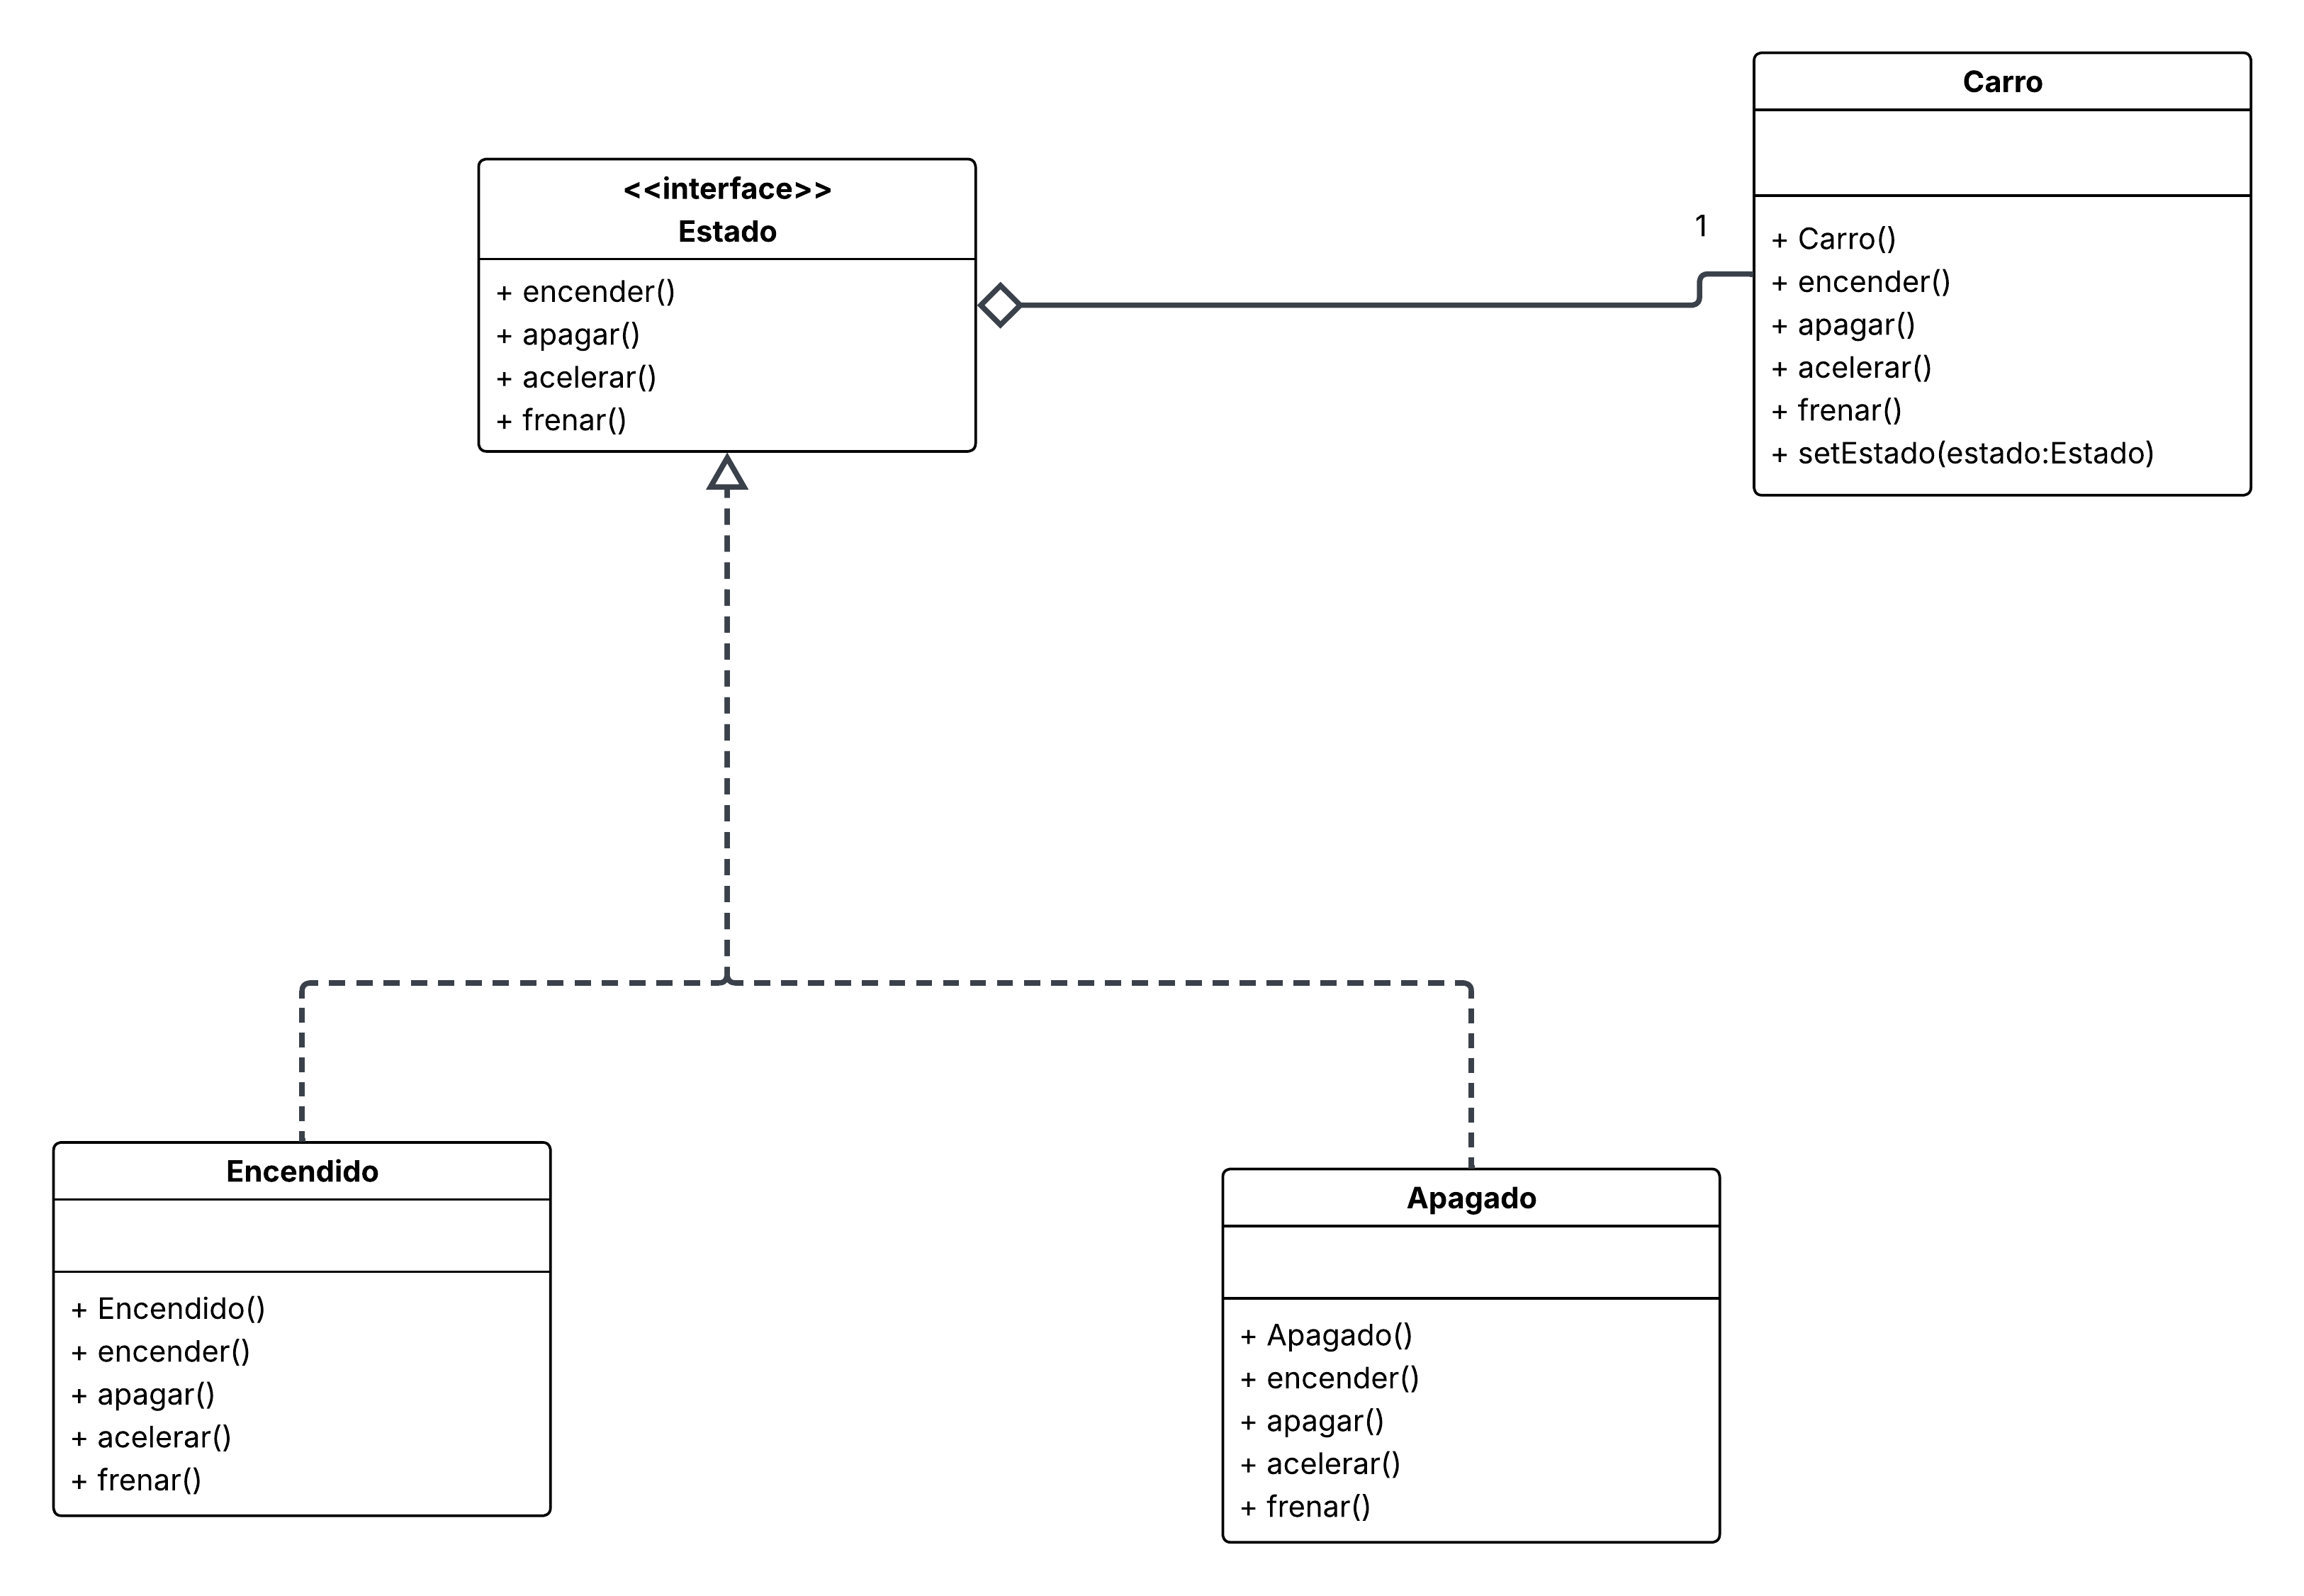 Carro
+ Carro()
+ encender()
+ apagar()
+ acelerar()
+ frenar()
+ setEstado(estado:Estado)
1
<<interface>>
Estado
+ encender()
+ apagar()
+ acelerar()
+ frenar()
Encendido
+ Encendido()
+ encender()
+ apagar()
+ acelerar()
+ frenar()
Apagado
+ Apagado()
+ encender()
+ apagar()
+ acelerar()
+ frenar()